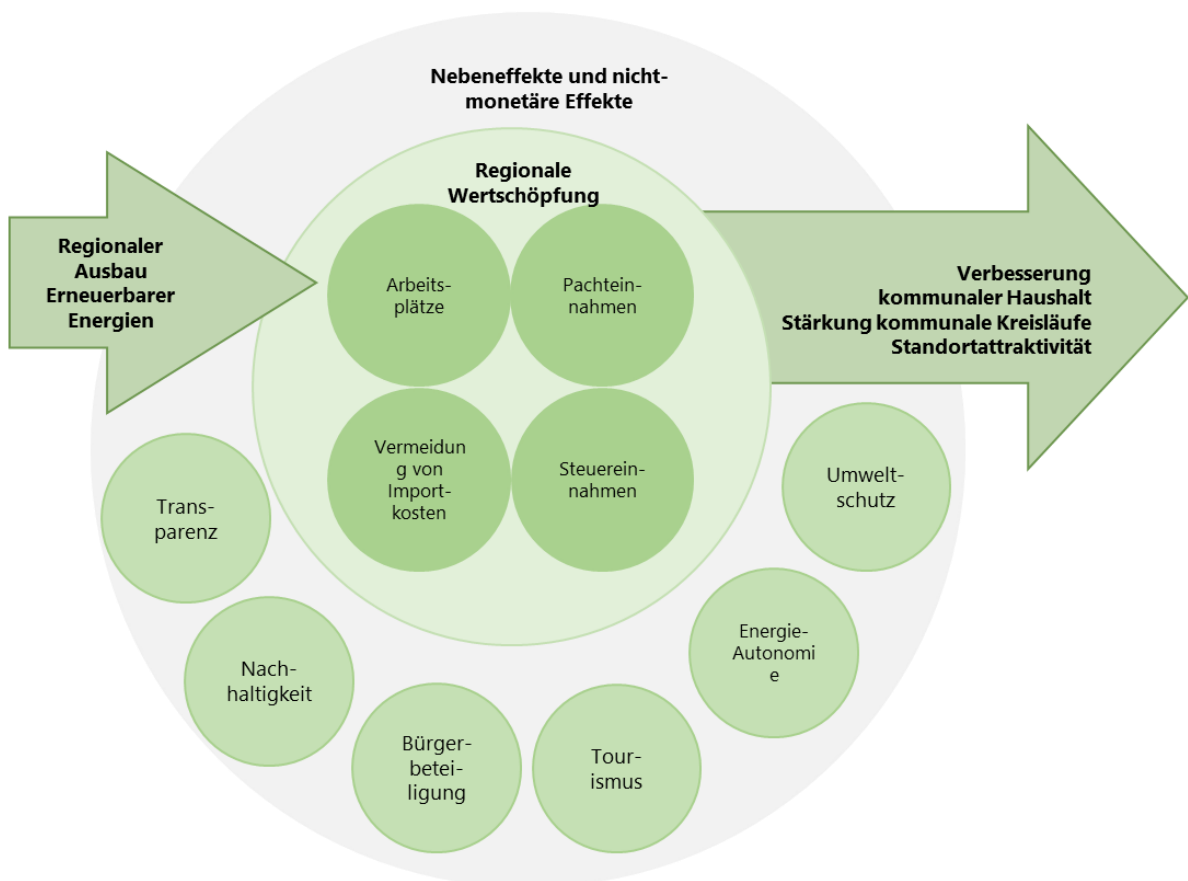 Nebeneffekte und nicht-
monetäre Effekte
Regionale
Wertschöpfung
Regionaler
Ausbau
Erneuerbarer
Energien
Arbeits-
plätze
Pachtein-
nahmen
Verbesserung
kommunaler Haushalt
Stärkung kommunale Kreisläufe
Standortattraktivität
Vermeidun
g von
Import-
kosten
Steuerein-
nahmen
Umwelt-
schutz
Trans-
parenz
Energie-
Autonomi
e
Nach-
haltigkeit
Bürger-
betei-
ligung
Tour-
ismus